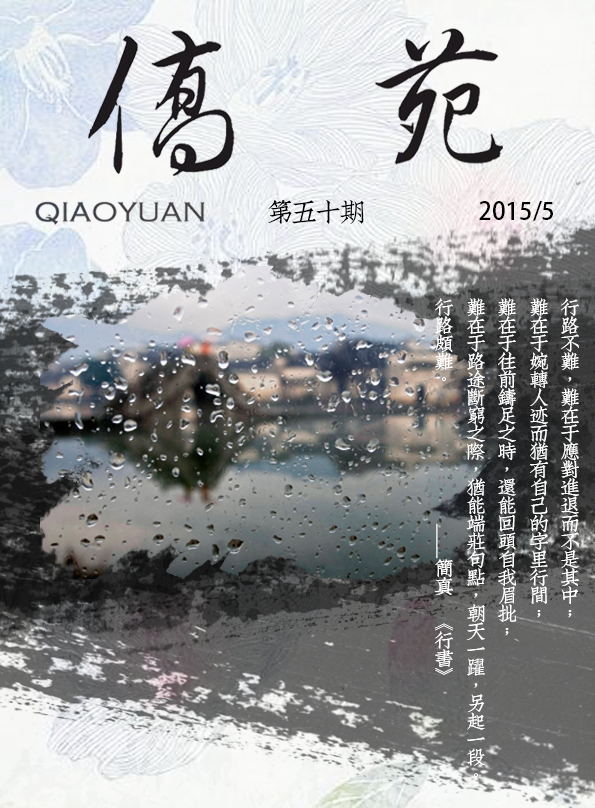 僑苑
QIAOYUAN
第五十期
2015/5
行路不難，難在于應對進退而不是其中；
難在于婉轉人迹而猶有自己的字里行間；
難在于往前鑄足之時，還能回頭自我眉批；
難在于路途斷窮之際，猶能端莊句點，朝天一躍，另起一段。
行路頗難。
——簡真 《行書》